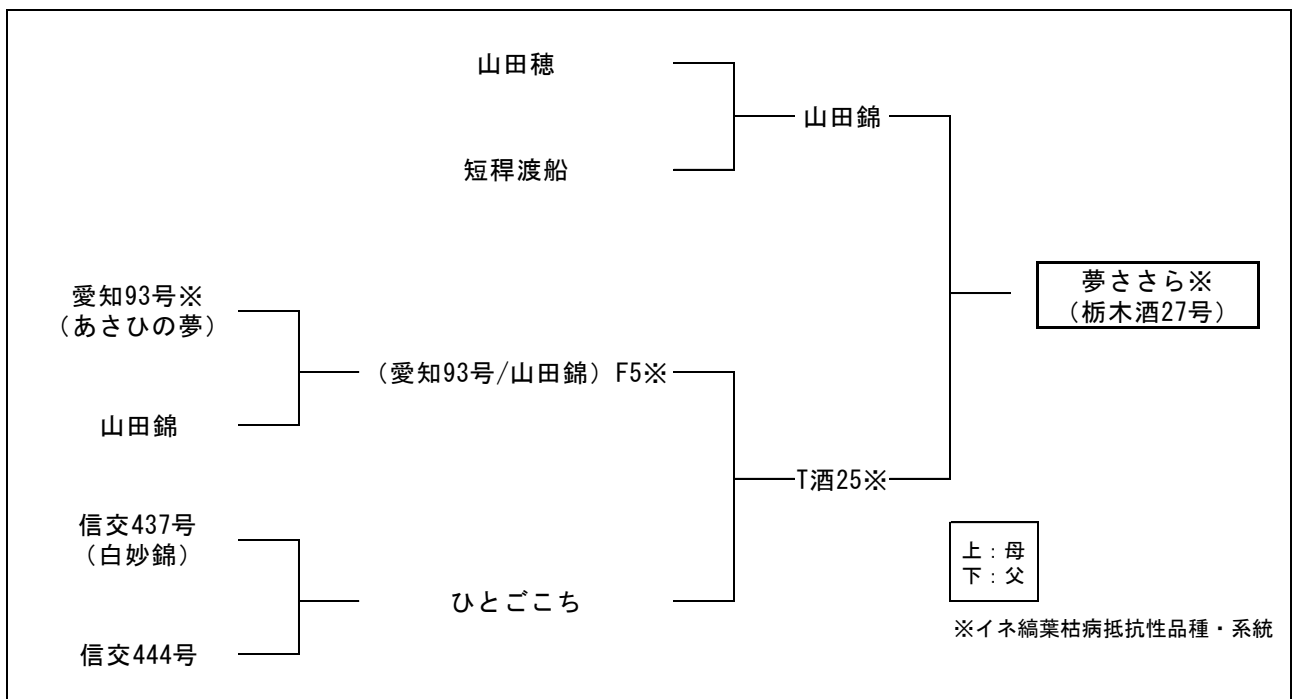 山田穂
山田錦
短稈渡船
愛知93号※
（あさひの夢）
夢ささら※
（栃木酒27号）
（愛知93号/山田錦）F5※
山田錦
T酒25※
信交437号
（白妙錦）
上：母
下：父
ひとごこち
※イネ縞葉枯病抵抗性品種・系統
信交444号